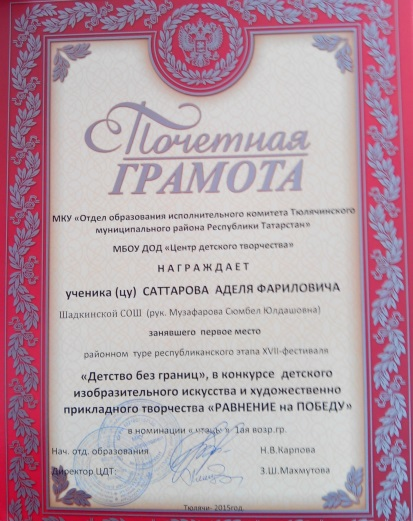 Почетная
ГРАМОТА
МКУ «Отдел образования исполнительного комитета Тюлячинского
муниципального района Республики Татарстан»
МБОУ ДОД «Центр детского творчества»
НАГРАЖДАЕТ
ученика (цу) САТТАРОВА АДЕЛЯ ФАРИЛОВИЧА
Шадкинской СОШ (рук. Музафарова Сюмбел Юлдашовна)
занявшего первое место
районном туре республиканского этапа XVII-фестиваля
«Детство без границ», в конкурсе детского
изобразительного искусства и художественно
прикладного творчества «РАВНЕНИЕ на ПОБЕДУ»
в номинации « » 1ая возр.гр.
Нач. отд. образования Н.В.Карпова
Директор ЦДТ: З.Ш.Махмутова
Тюлячи 2015год